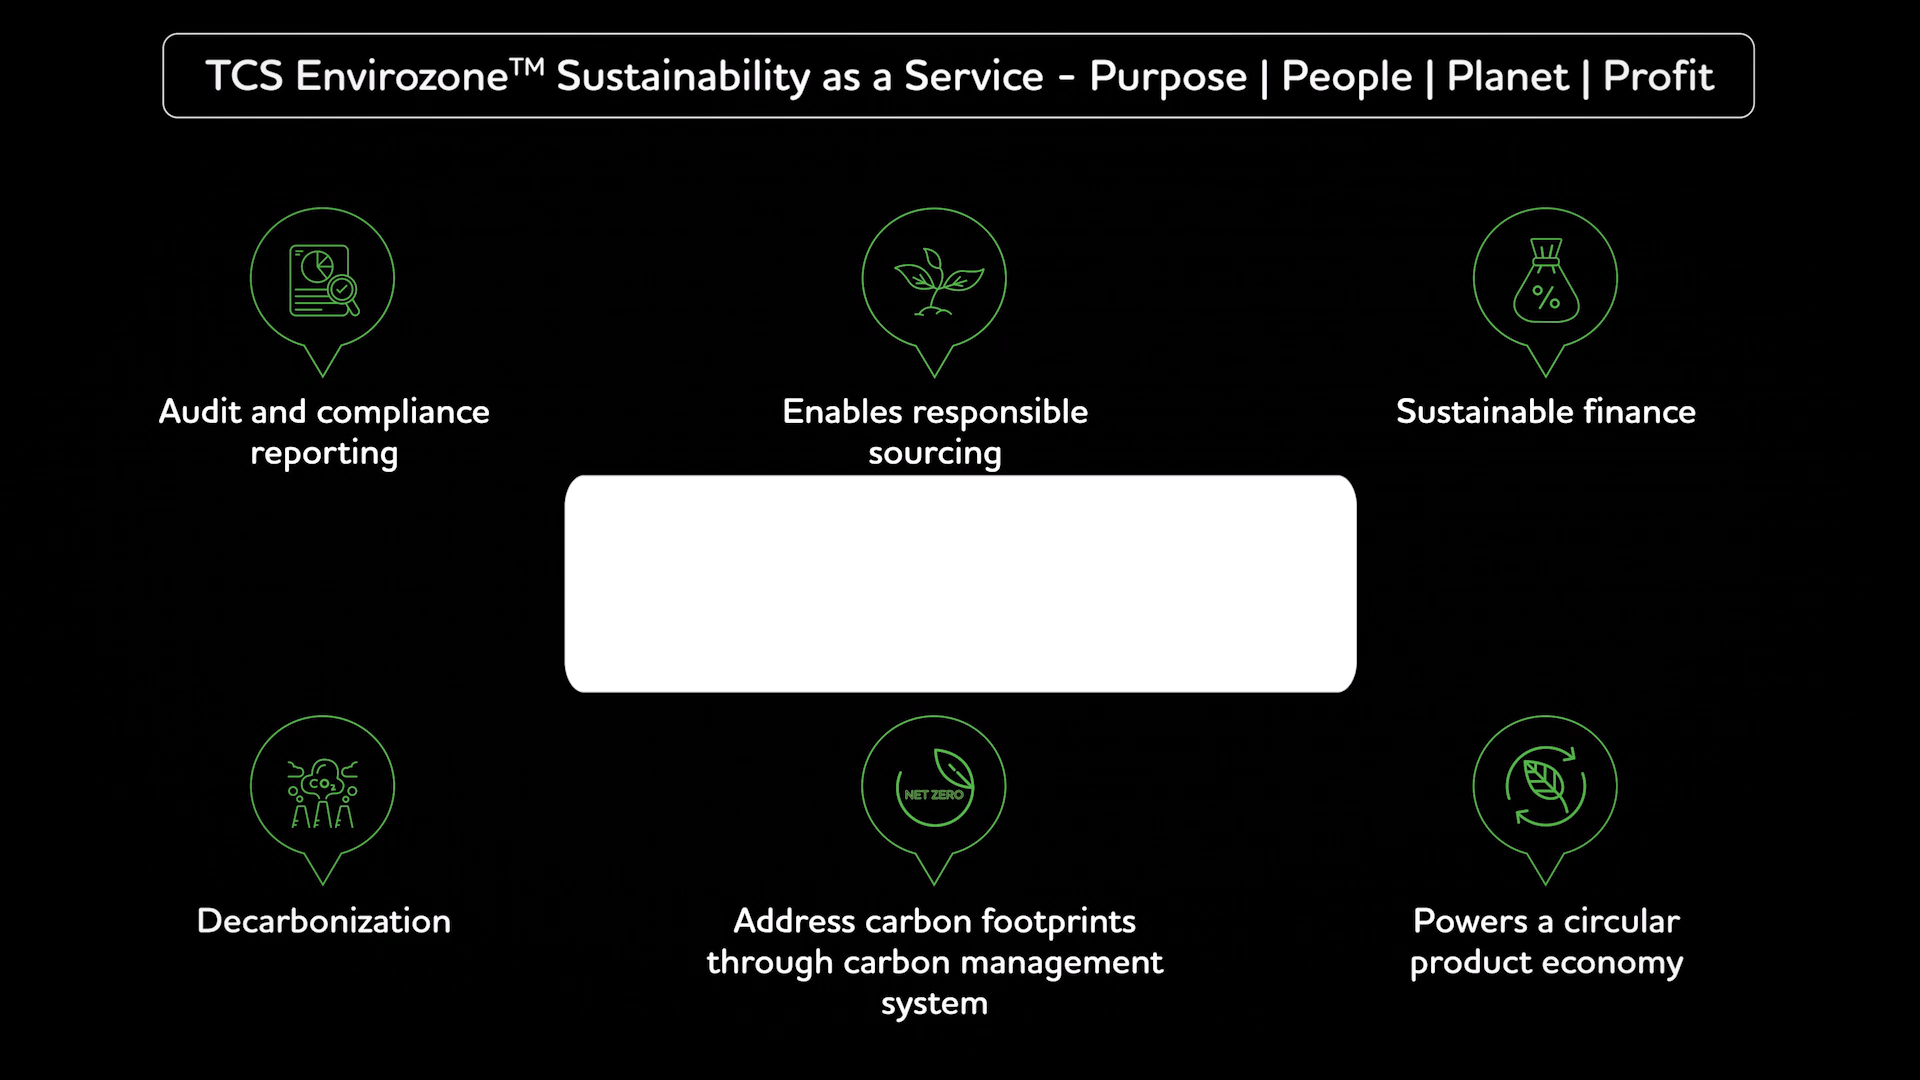 TCS Envirozone™ Sustainability as a Service - Purpose | People | Planet | Profit
Audit and compliance
reporting
Enables responsible
sourcing
Sustainable finance
CO₂
NET ZERO
Decarbonization
Address carbon footprints
through carbon management
system
Powers a circular
product economy